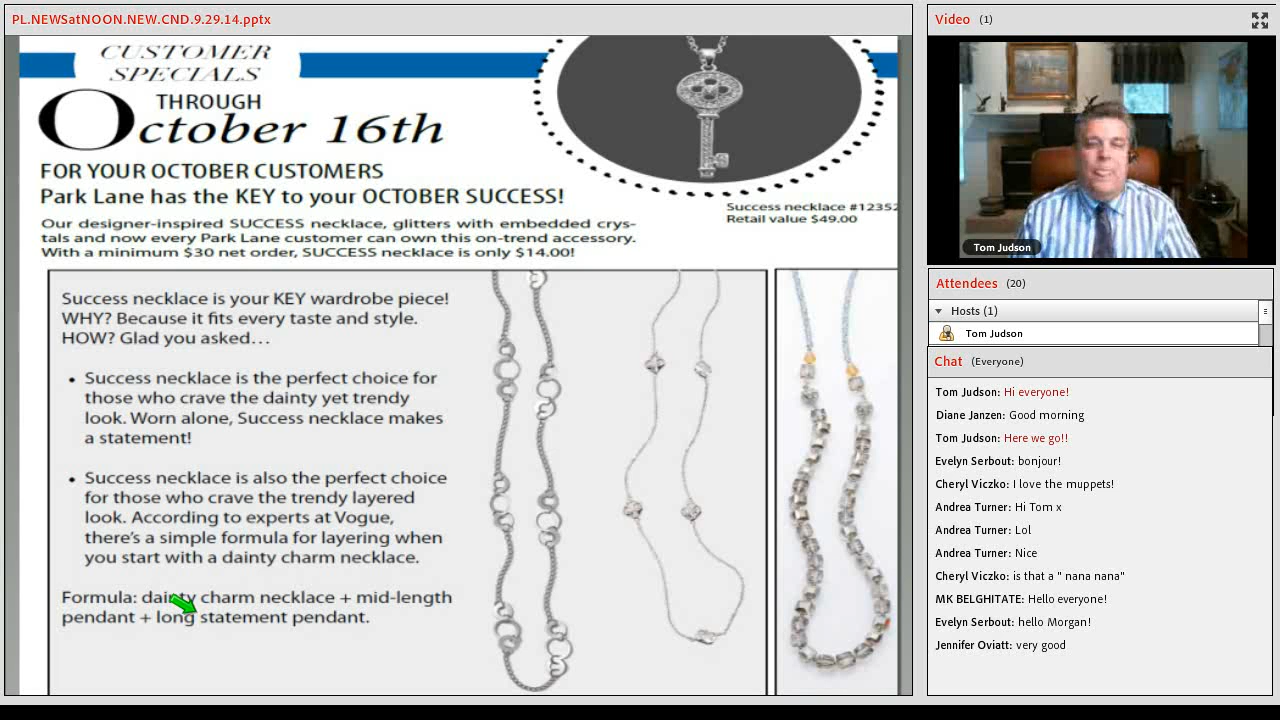 PL.NEWSatNOON.NEW.CND.9.29.14.pptx
CUSTOMER
SPECIALS
THROUGH
October 16th
FOR YOUR OCTOBER CUSTOMERS
Park Lane has the KEY to your OCTOBER SUCCESS!
Our designer-inspired SUCCESS necklace, glitters with embedded crys-
tals and now every Park Lane customer can own this on-trend accessory.
With a minimum $30 net order, SUCCESS necklace is only $14.00!
Success necklace #12352
Retail value $49.00
Success necklace is your KEY wardrobe piece!
WHY? Because it fits every taste and style.
HOW? Glad you asked…
• Success necklace is the perfect choice for
those who crave the dainty yet trendy
look. Worn alone, Success necklace makes
a statement!
• Success necklace is also the perfect choice
for those who crave the trendy layered
look. According to experts at Vogue,
there's a simple formula for layering when
you start with a dainty charm necklace.
Formula: dainty charm necklace + mid-length
pendant + long statement pendant.
Video (1)
Tom Judson
Attendees (20)
Hosts (1)
Tom Judson
Chat (Everyone)
Tom Judson: Hi everyone!
Diane Janzen: Good morning
Tom Judson: Here we go!!
Evelyn Serbout: bonjour!
Cheryl Viczko: I love the muppets!
Andrea Turner: Hi Tom x
Andrea Turner: Lol
Andrea Turner: Nice
Cheryl Viczko: is that a " nana nana"
MK BELGHITATE: Hello everyone!
Evelyn Serbout: hello Morgan!
Jennifer Oviatt: very good